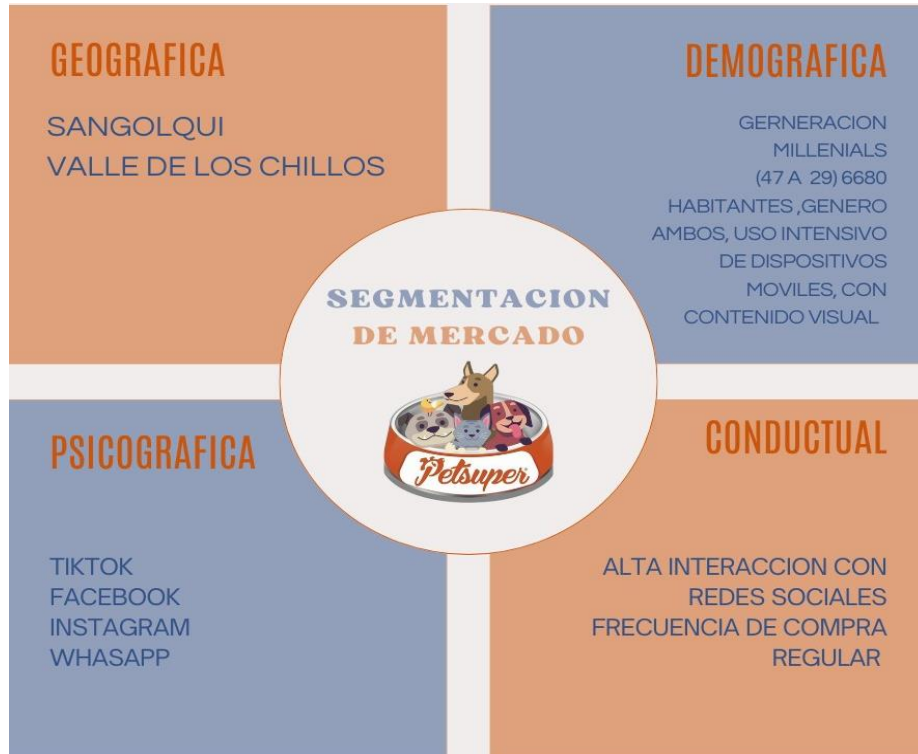 GEOGRAFICA
SANGOLQUI
VALLE DE LOS CHILLOS
DEMOGRAFICA
GERNERACION
MILLENIALS
(47 A 29) 6680
HABITANTES ,GENERO
AMBOS, USO INTENSIVO
DE DISPOSITIVOS
MOVILES, CON
CONTENIDO VISUAL
SEGMENTACION
DE MERCADO
Petsuper
PSICOGRAFICA
TIKTOK
FACEBOOK
INSTAGRAM
WHASAPP
CONDUCTUAL
ALTA INTERACCION CON
REDES SOCIALES
FRECUENCIA DE COMPRA
REGULAR